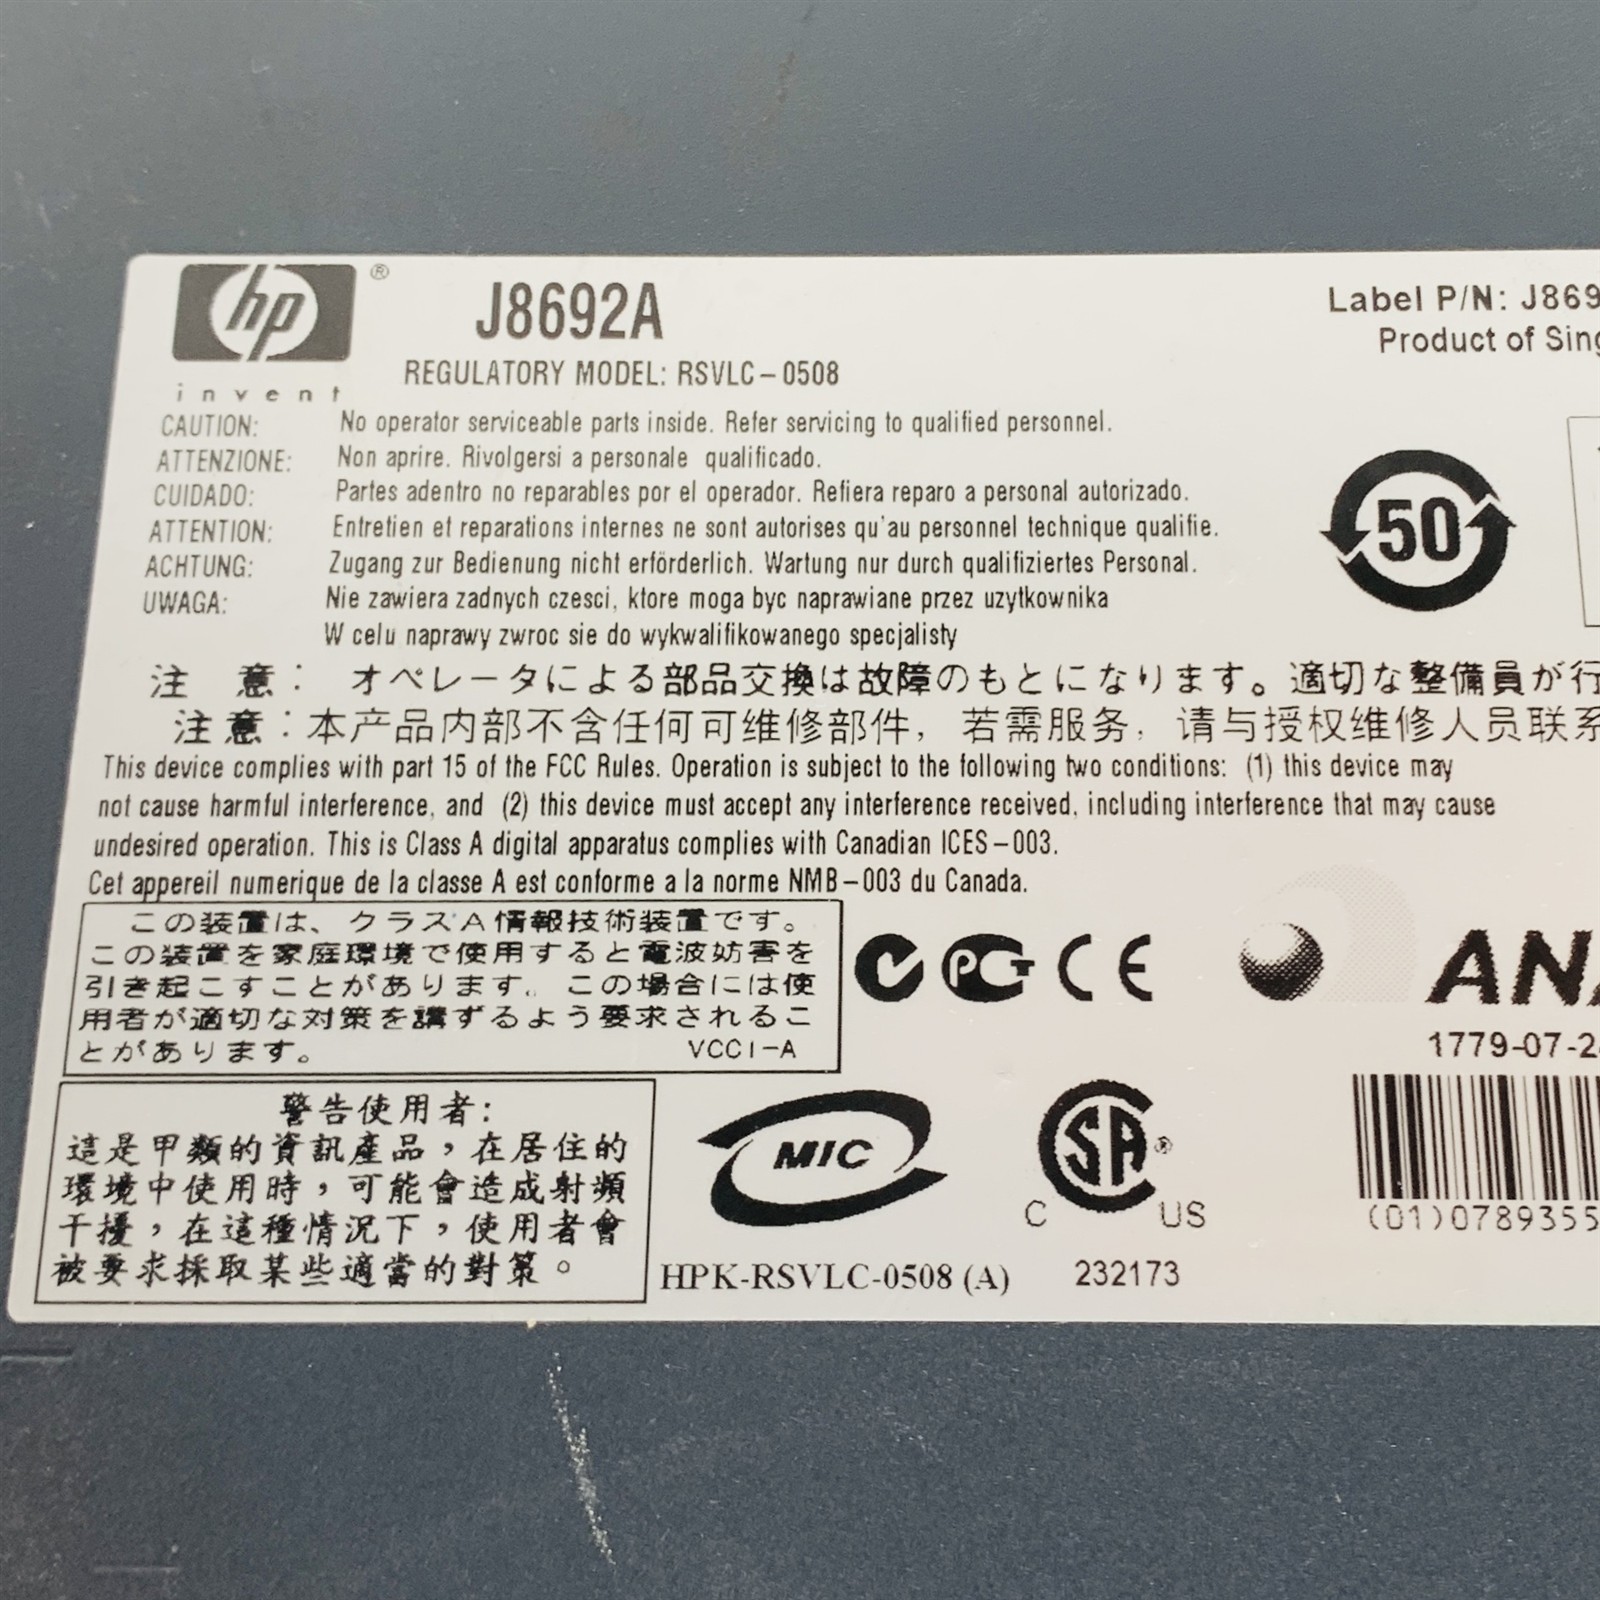 hp ®
invent
J8692A
REGULATORY MODEL: RSVLC-0508
Label P/N: J869
Product of Sing
CAUTION: No operator serviceable parts inside. Refer servicing to qualified personnel.
ATTENZIONE: Non aprire. Rivolgersi a personale qualificado.
CUIDADO: Partes adentro no reparables por el operador. Refiera reparo a personal autorizado.
ATTENTION: Entretien et reparations internes ne sont autorises qu'au personnel technique qualifie.
ACHTUNG: Zugang zur Bedienung nicht erförderlich. Wartung nur durch qualifiziertes Personal.
UWAGA: Nie zawiera zadnych czesci, ktore moga byc naprawiane przez uzytkownika
W celu naprawy zwroc sie do wykwalifikowanego specjalisty
50
注 意: オペレータによる部品交換は故障のもとになります。適切な整備員が行
注意:本产品内部不含任何可维修部件，若需服务，请与授权维修人员联系
This device complies with part 15 of the FCC Rules. Operation is subject to the following two conditions: (1) this device may
not cause harmful interference, and (2) this device must accept any interference received, including interference that may cause
undesired operation. This is Class A digital apparatus complies with Canadian ICES-003.
Cet appereil numerique de la classe A est conforme a la norme NMB-003 du Canada.
この装置は、クラスA情報技術装置です。
この装置を家庭環境で使用すると電波妨害を
引き起こすことがあります。この場合には使
用者が適切な対策を講ずるよう要求されるこ
とがあります。 VCCI-A
PCT CE
ANA
1779-07-2
警告使用者:
這是甲類的資訊產品，在居住的
環境中使用時，可能會造成射頻
干擾，在這種情況下，使用者會
被要求採取某些適當的對策。
MIC
HPK-RSVLC-0508 (A)
C SA ® US
232173
(01)0789355